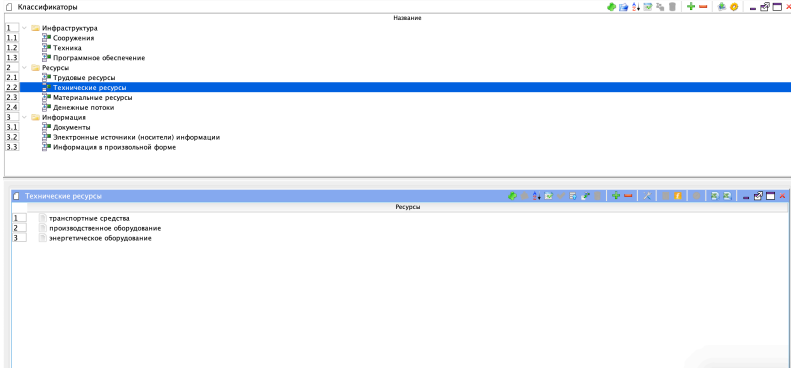 Классификаторы
Название
1 Инфраструктура
1.1 Сооружения
1.2 Техника
1.3 Программное обеспечение
2 Ресурсы
2.1 Трудовые ресурсы
2.2 Технические ресурсы
2.3 Материальные ресурсы
2.4 Денежные потоки
3 Информация
3.1 Документы
3.2 Электронные источники (носители) информации
3.3 Информация в произвольной форме
Технические ресурсы
Ресурсы
1 транспортные средства
2 производственное оборудование
3 энергетическое оборудование